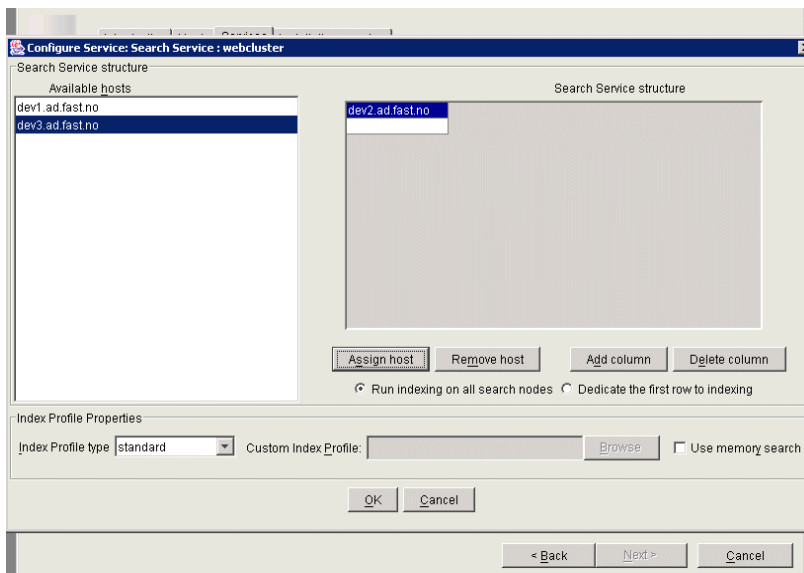 Configure Service: Search Service : webcluster
Search Service structure
Available hosts
Search Service structure
dev1.ad.fast.no
dev3.ad.fast.no
dev2.ad.fast.no
Assign host
Remove host
Add column
Delete column
Run indexing on all search nodes
Dedicate the first row to indexing
Index Profile Properties
Index Profile type
standard
Custom Index Profile:
Browse
Use memory search
OK
Cancel
< Back
Next >
Cancel